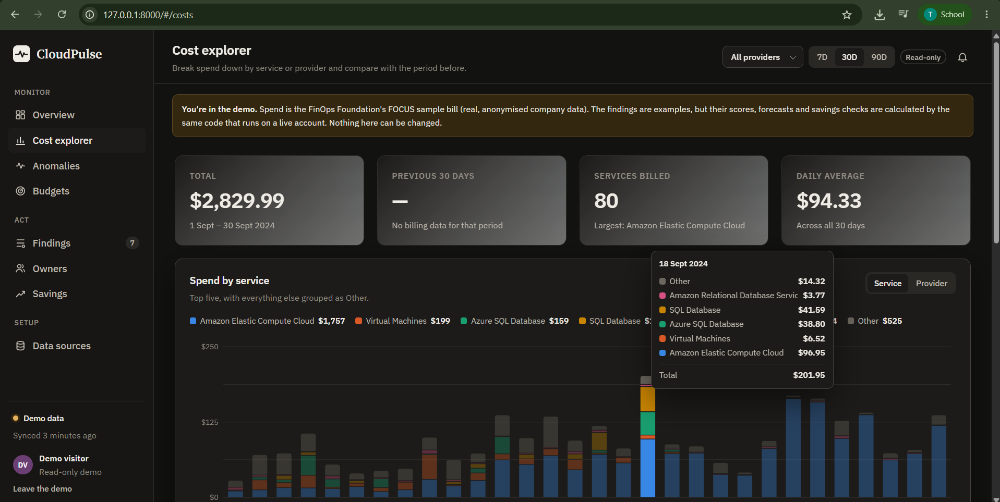 127.0.0.1:8000/#/costs
T School
CloudPulse
MONITOR
Overview
Cost explorer
Anomalies
Budgets
ACT
Findings 7
Owners
Savings
SETUP
Data sources
Demo data
Synced 3 minutes ago
DV
Demo visitor
Read-only demo
Leave the demo
Cost explorer
Break spend down by service or provider and compare with the period before.
All providers
7D 30D 90D
Read-only
You're in the demo. Spend is the FinOps Foundation's FOCUS sample bill (real, anonymised company data). The findings are examples, but their scores, forecasts and savings checks are calculated by the
same code that runs on a live account. Nothing here can be changed.
TOTAL
$2,829.99
1 Sept – 30 Sept 2024
PREVIOUS 30 DAYS
—
No billing data for that period
SERVICES BILLED
80
Largest: Amazon Elastic Compute Cloud
DAILY AVERAGE
$94.33
Across all 30 days
Spend by service
Top five, with everything else grouped as Other.
Service Provider
Amazon Elastic Compute Cloud $1,757 Virtual Machines $199 Azure SQL Database $159 SQL Database Other $525
18 Sept 2024
Other $14.32
Amazon Relational Database Servic $3.77
SQL Database $41.59
Azure SQL Database $38.80
Virtual Machines $6.52
Amazon Elastic Compute Cloud $96.95
Total $201.95
$250
$125
$0